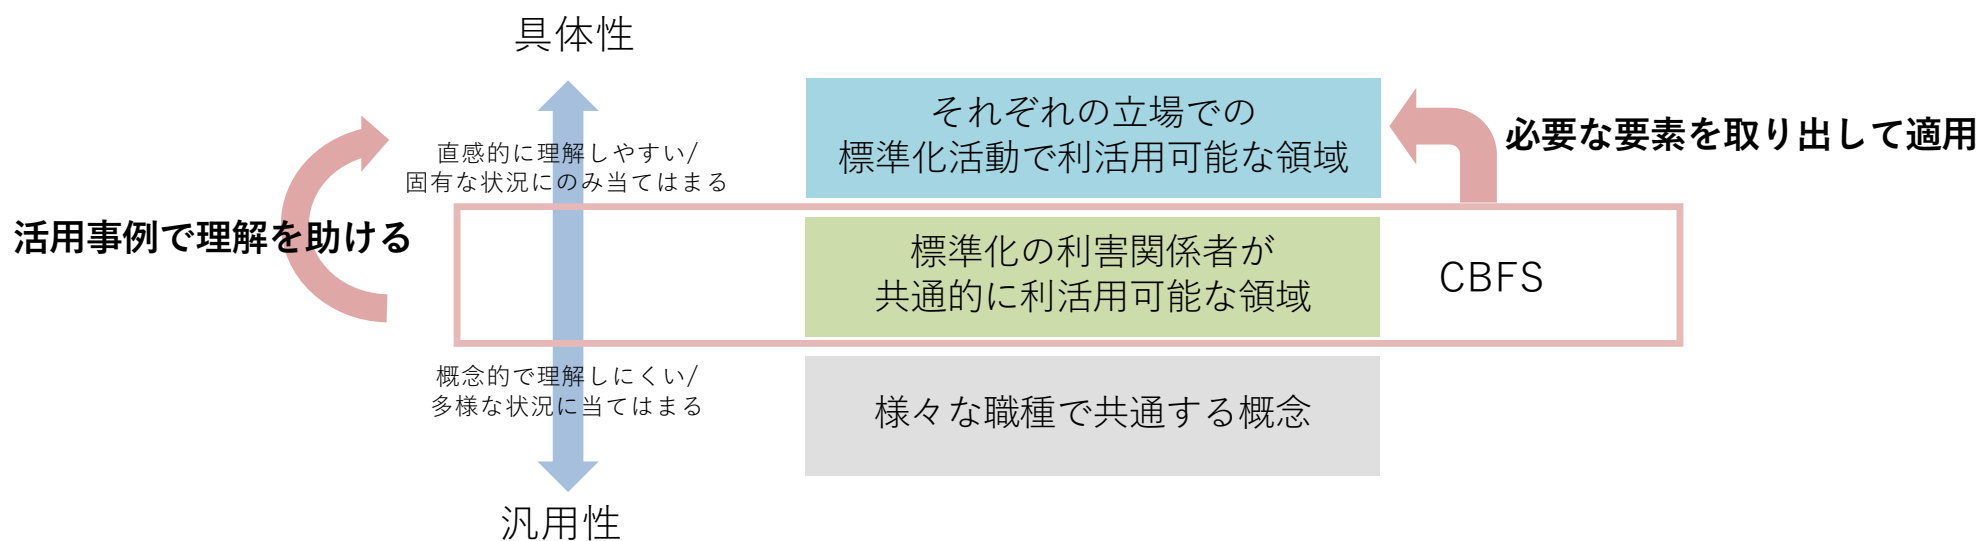 具体性
それぞれの立場での
標準化活動で利活用可能な領域
必要な要素を取り出して適用
直感的に理解しやすい/
固有な状況にのみ当てはまる
活用事例で理解を助ける
標準化の利害関係者が
共通的に利活用可能な領域
CBFS
概念的で理解しにくい/
多様な状況に当てはまる
様々な職種で共通する概念
汎用性